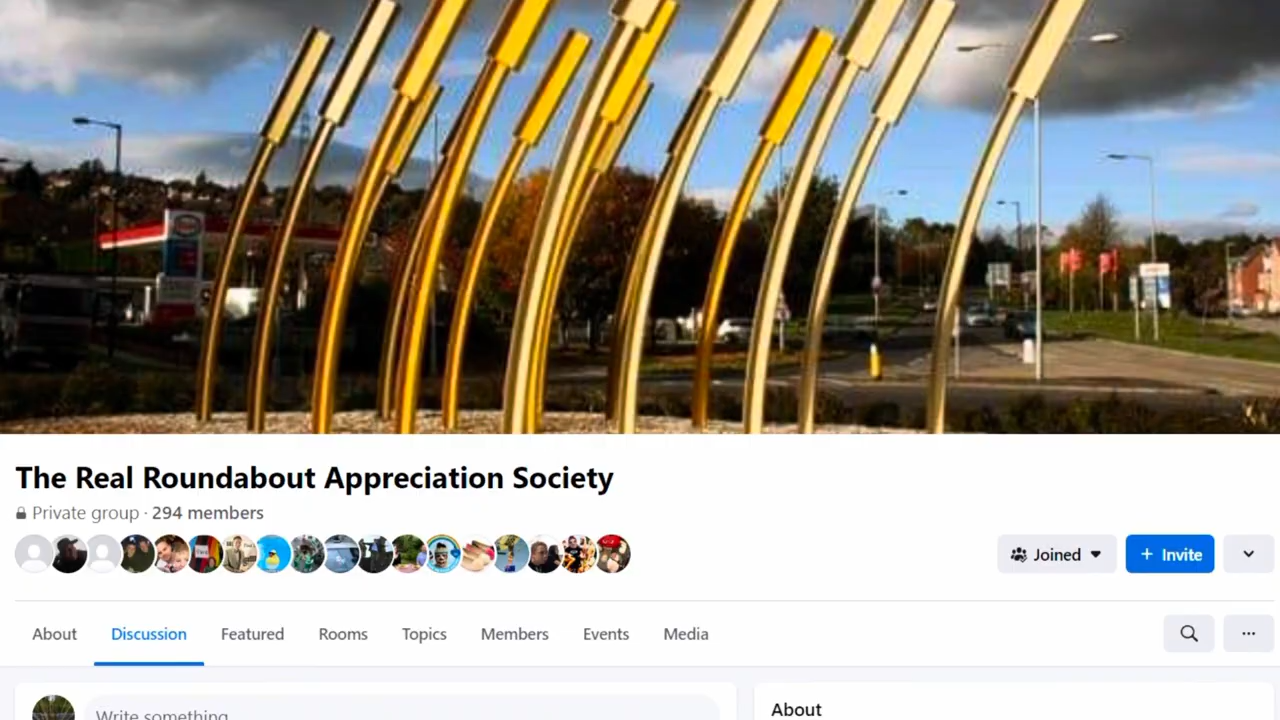 The Real Roundabout Appreciation Society
Private group · 294 members
Joined
+ Invite
About
Discussion
Featured
Rooms
Topics
Members
Events
Media
Write something
About